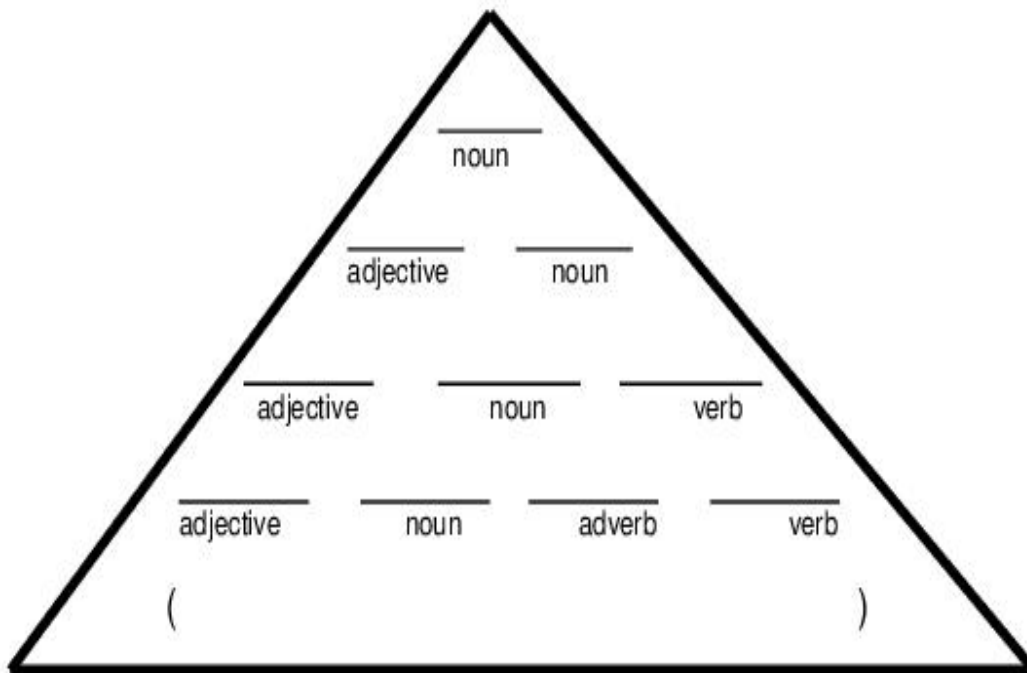 noun
adjective noun
adjective noun verb
adjective noun adverb verb
( )